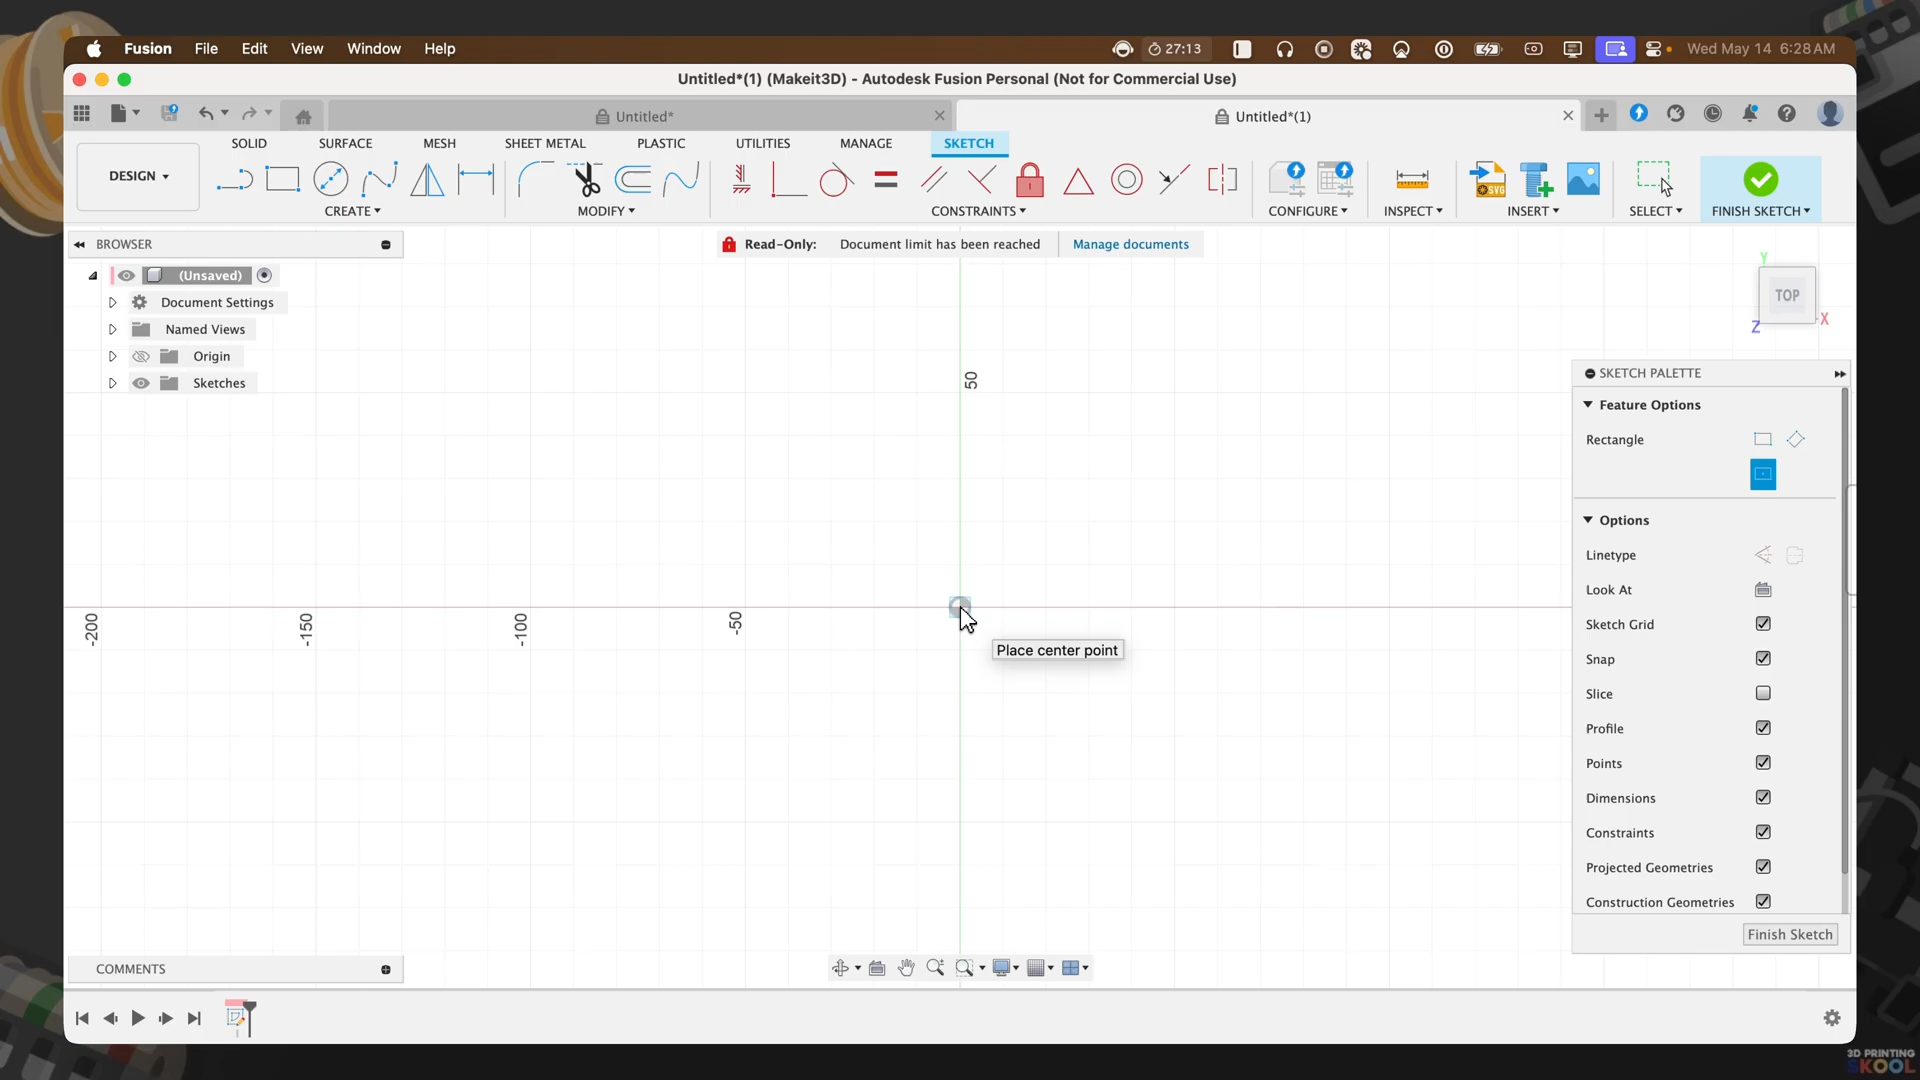 Fusion File Edit View Window Help 27:13 Wed May 14 6:28 AM
Untitled*(1) (Makeit3D) - Autodesk Fusion Personal (Not for Commercial Use)
Untitled* Untitled*(1)
SOLID SURFACE MESH SHEET METAL PLASTIC UTILITIES MANAGE SKETCH
DESIGN
SVG
CREATE MODIFY CONSTRAINTS CONFIGURE INSPECT INSERT SELECT FINISH SKETCH
BROWSER
Read-Only: Document limit has been reached Manage documents
(Unsaved)
Document Settings
Named Views
Origin
Sketches
Y
TOP
X
Z
50
-200
-150
-100
-50
Place center point
SKETCH PALETTE
Feature Options
Rectangle
Options
Linetype
Look At
Sketch Grid
Snap
Slice
Profile
Points
Dimensions
Constraints
Projected Geometries
Construction Geometries
Finish Sketch
COMMENTS
3D PRINTING
SKOOL